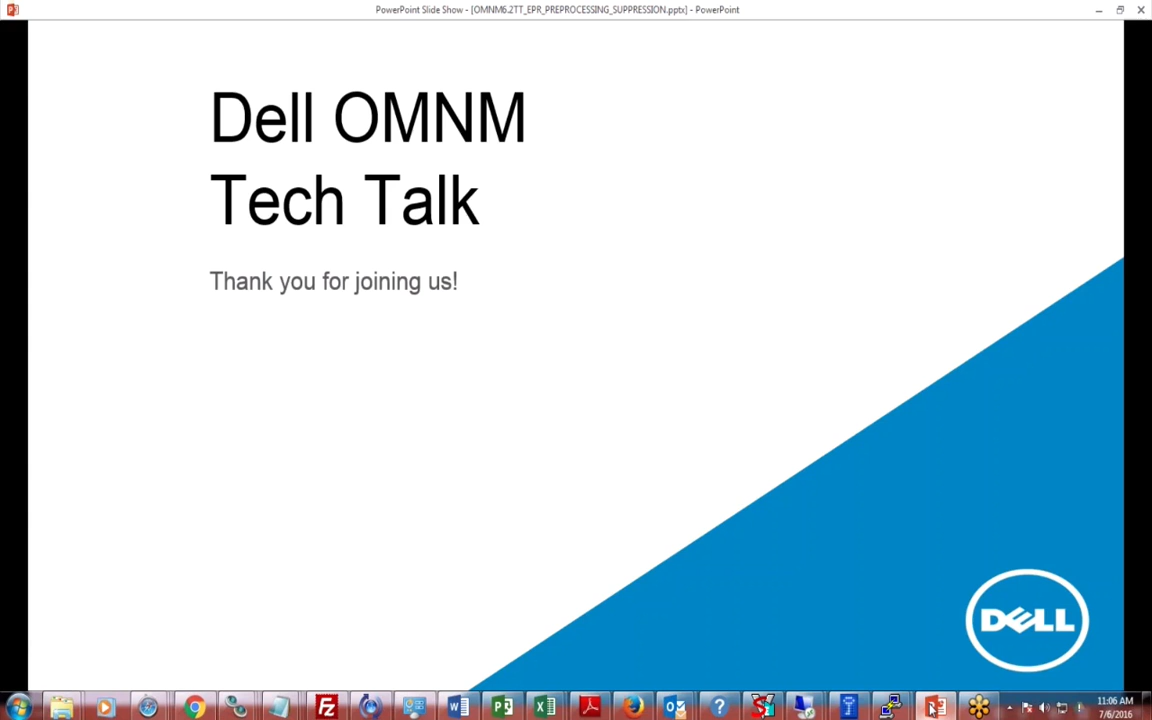 PowerPoint Slide Show - [OMNM6.2TT_EPR_PREPROCESSING_SUPPRESSION.pptx] - PowerPoint
Dell OMNM
Tech Talk
Thank you for joining us!
DELL
11:06 AM
7/6/2016